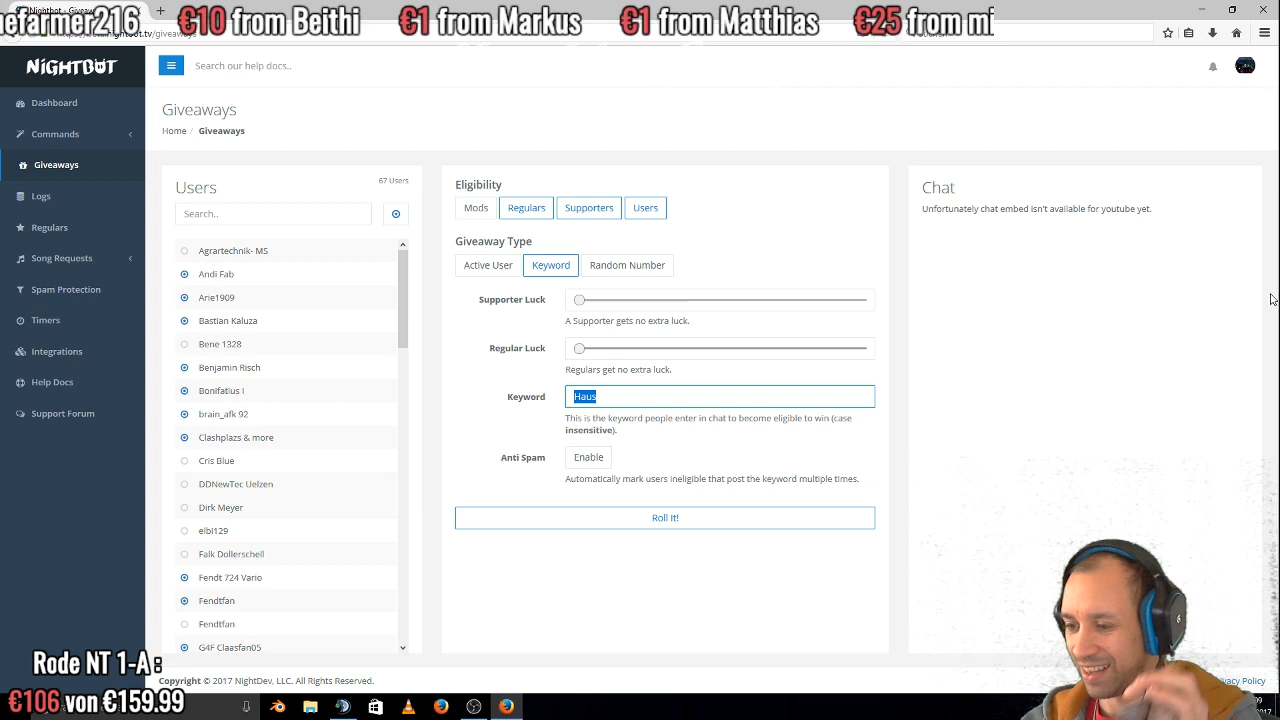 Nightbot - Giveaw
efarmer216 €10 from Beithi €1 from Markus €1 from Matthias €25 from mi
NIGHTBOT
Search our help docs..
Dashboard
Commands
Giveaways
Logs
Regulars
Song Requests
Spam Protection
Timers
Integrations
Help Docs
Support Forum
Giveaways
Home / Giveaways
Users
67 Users
Search..
Agrartechnik- MS
Andi Fab
Arie1909
Bastian Kaluza
Bene 1328
Benjamin Risch
Bonifatius I
brain_afk 92
Clashplazs & more
Cris Blue
DDNewTec Uelzen
Dirk Meyer
elbi129
Falk Dollerschell
Fendt 724 Vario
Fendtfan
Fendtfan
G4F Claasfan05
Eligibility
Mods Regulars Supporters Users
Giveaway Type
Active User Keyword Random Number
Supporter Luck
A Supporter gets no extra luck.
Regular Luck
Regulars get no extra luck.
Keyword Haus
This is the keyword people enter in chat to become eligible to win (case
insensitive).
Anti Spam Enable
Automatically mark users ineligible that post the keyword multiple times.
Roll It!
Chat
Unfortunately chat embed isn't available for youtube yet.
Rode NT 1-A :
€106 von €159.99
Copyright © 2017 NightDev, LLC. All Rights Reserved.
vacy Policy
2017